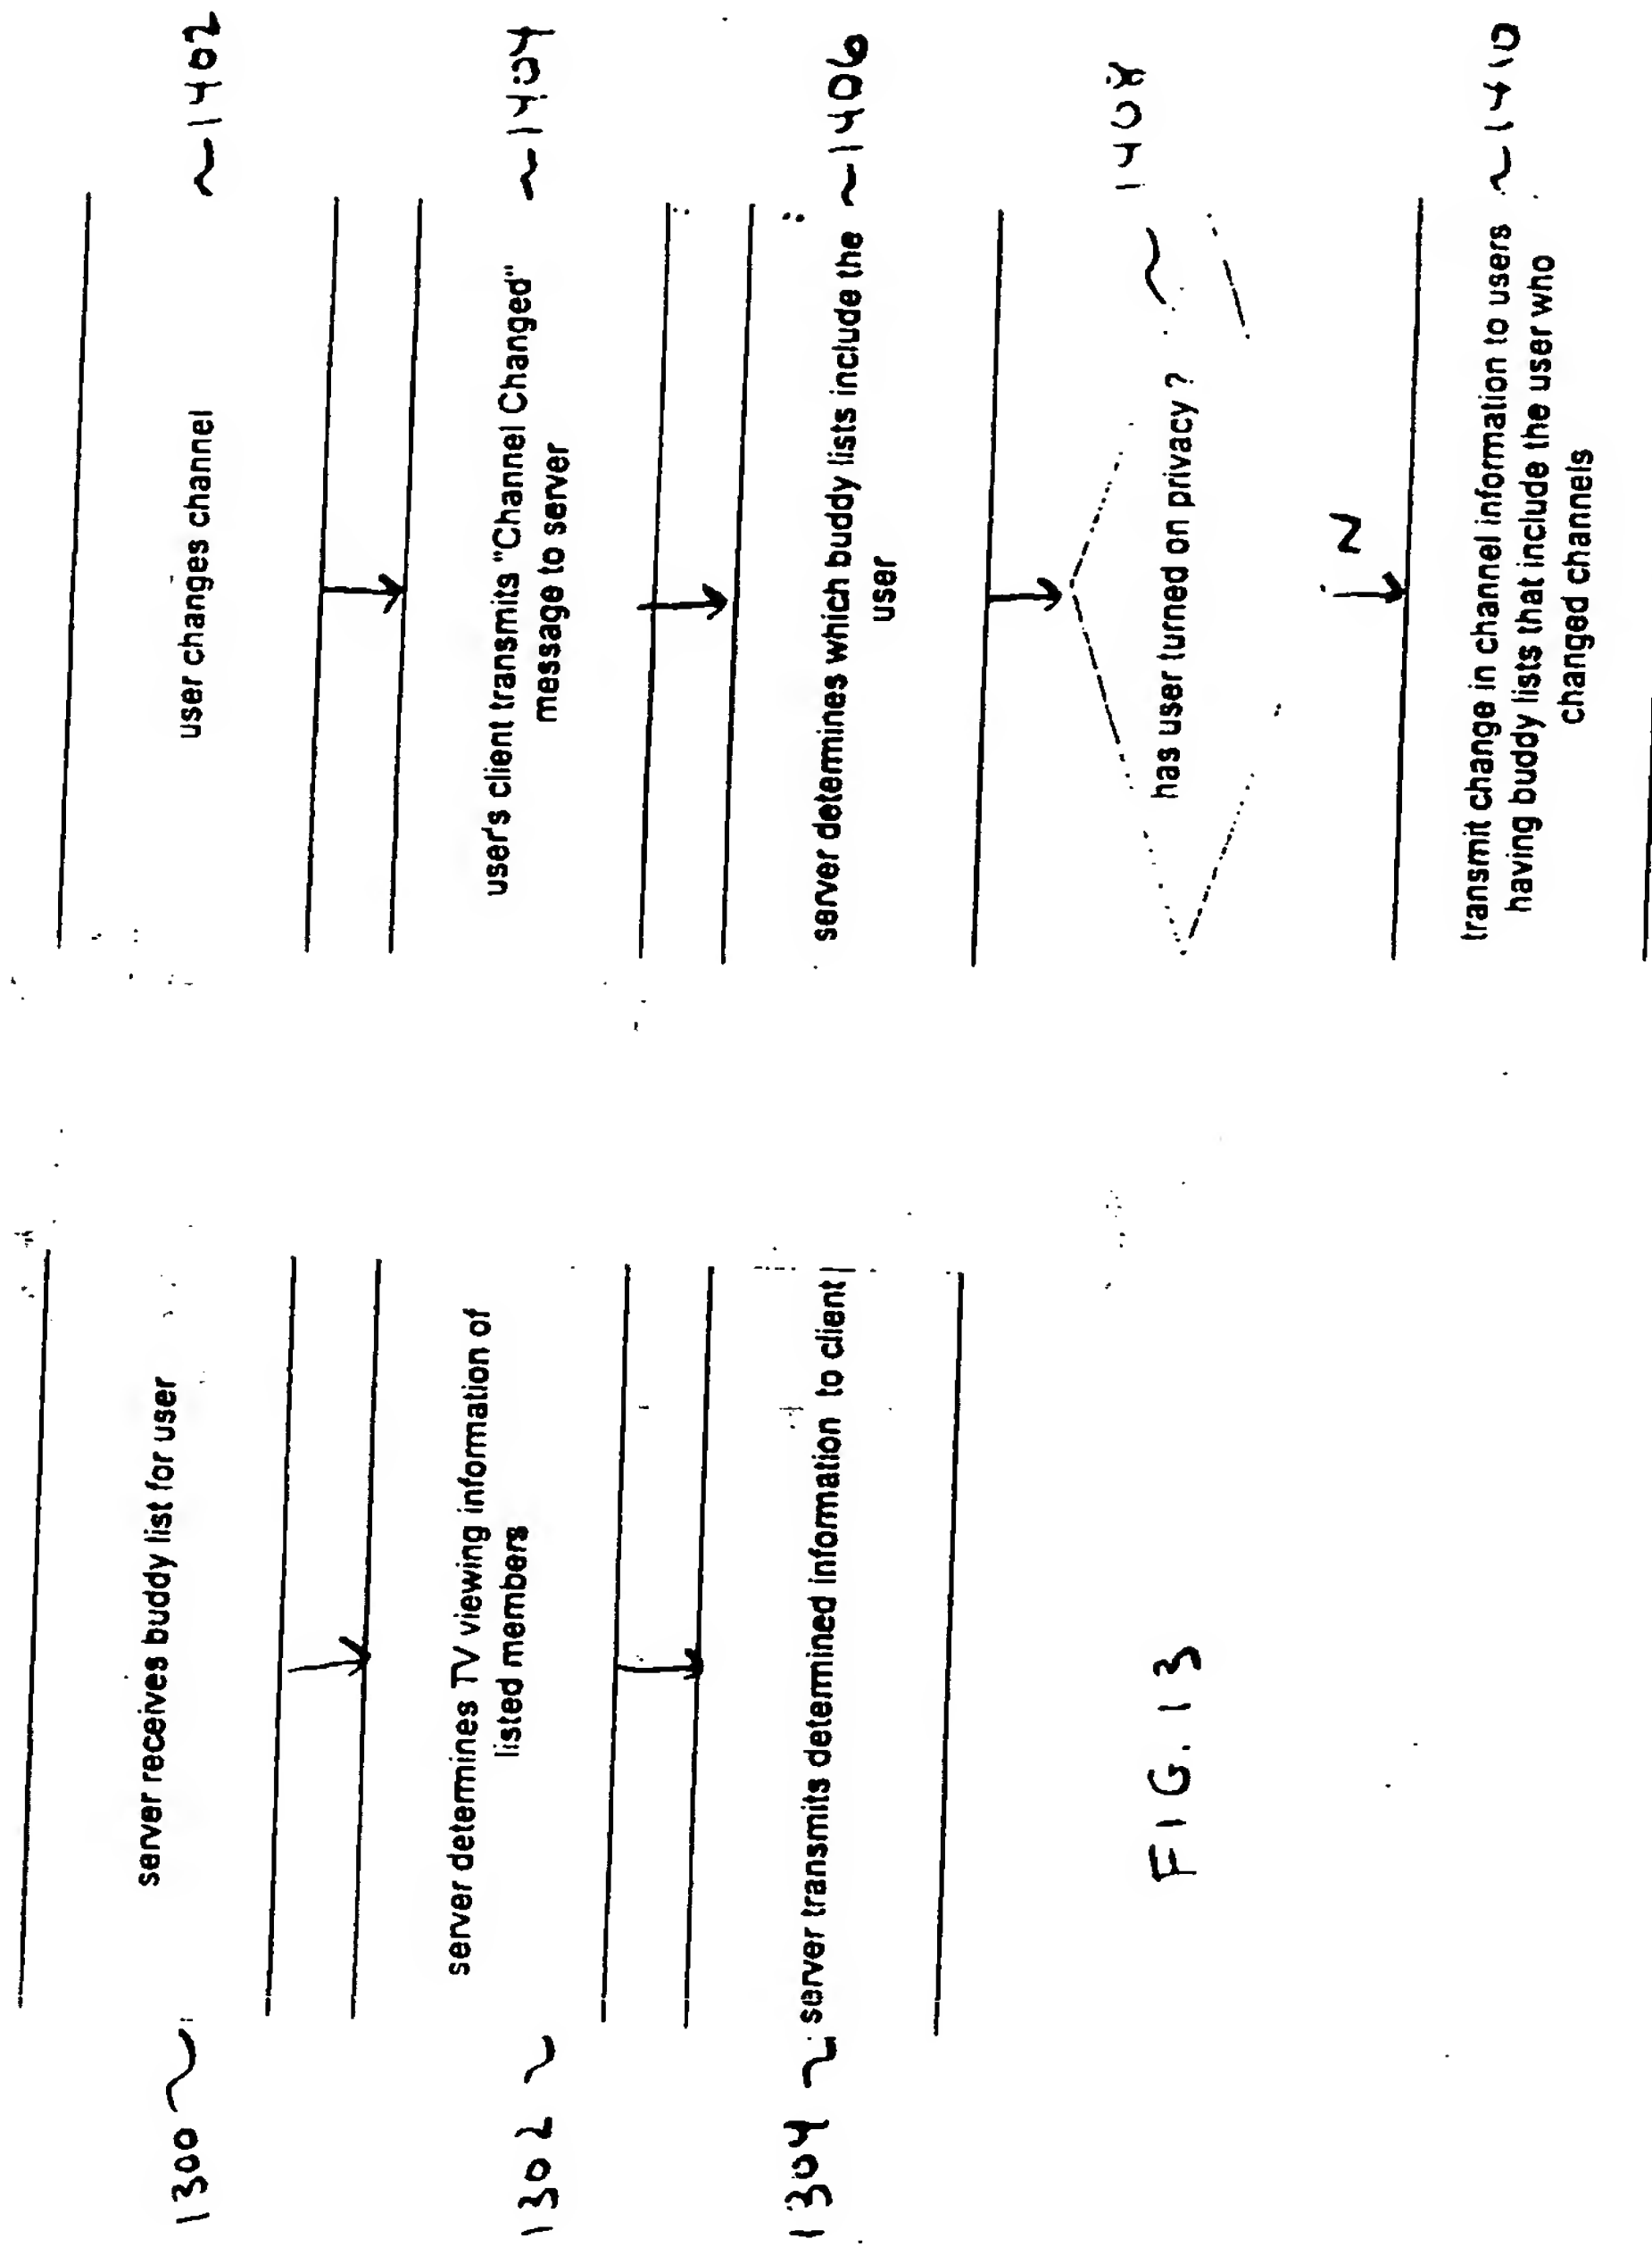 1300
server receives buddy list for user
1302
server determines TV viewing information of
listed members
1304
server transmits determined information to client
FIG. 13
user changes channel
1402
user's client transmits "Channel Changed"
message to server
1404
server determines which buddy lists include the
user
1406
has user turned on privacy ?
1408
N
transmit change in channel information to users
having buddy lists that include the user who
changed channels
1410